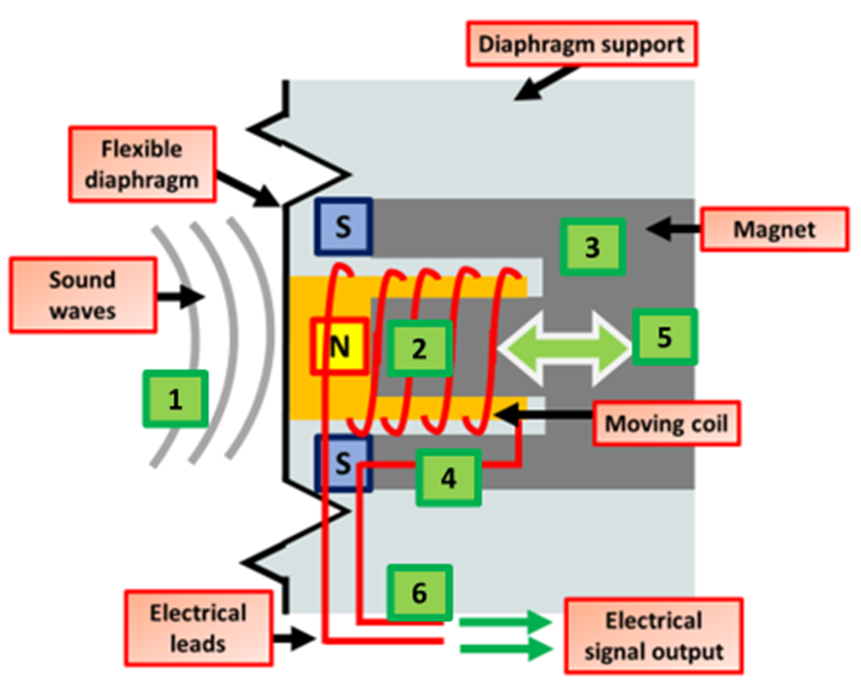 Diaphragm support
Flexible
diaphragm
S
3
Magnet
Sound
waves
N
2
5
1
Moving coil
S
4
6
Electrical
leads
Electrical
signal output